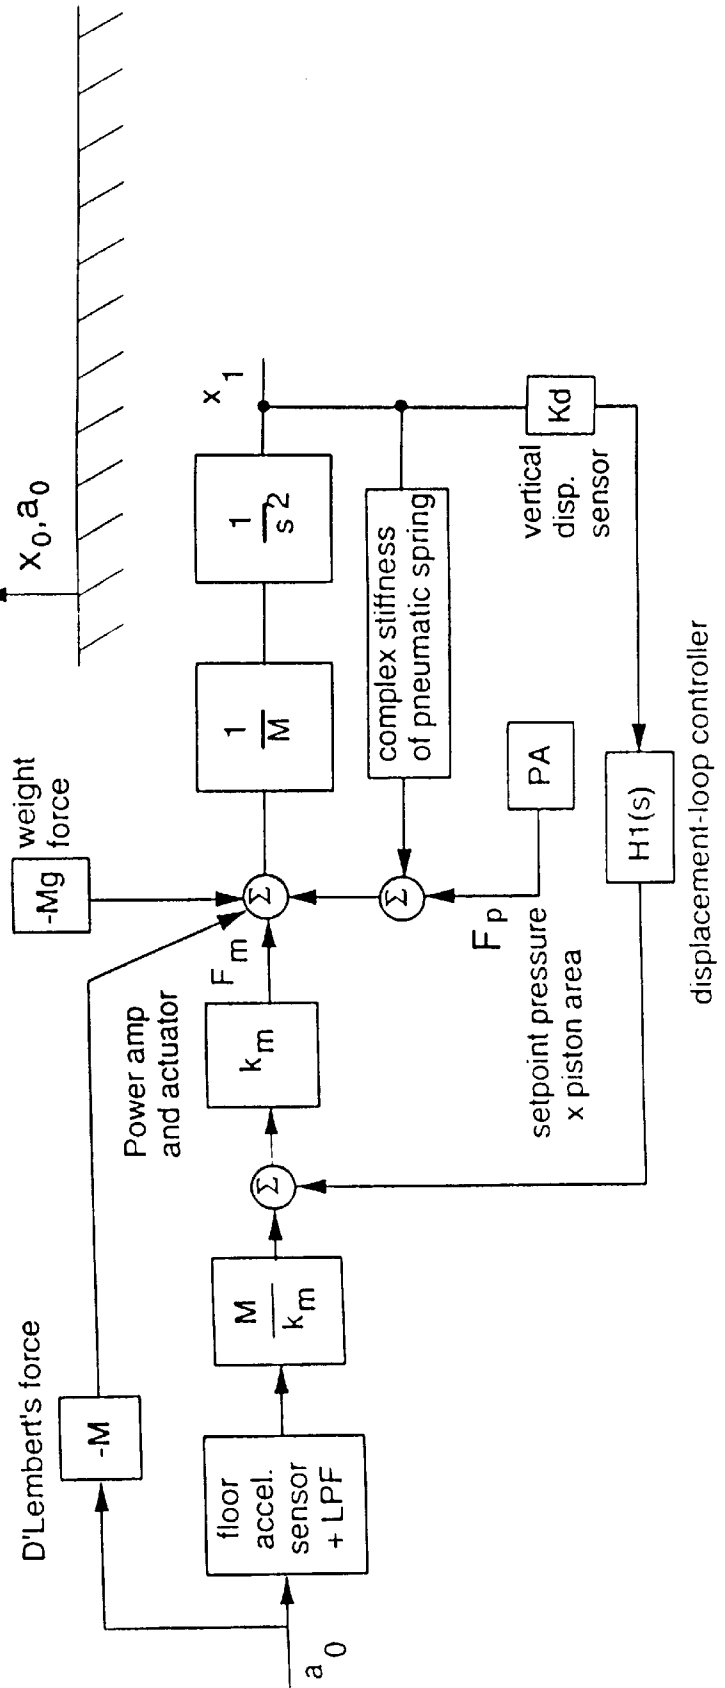 x0,a0
D'Lembert's force
-M
-Mg
weight
force
Power amp
and actuator
a0
floor
accel.
sensor
+ LPF
M
km
Σ
km
Fm
Σ
1
M
1
s2
x1
complex stiffness
of pneumatic spring
Σ
Fp
PA
setpoint pressure
x piston area
Kd
vertical
disp.
sensor
H1(s)
displacement-loop controller